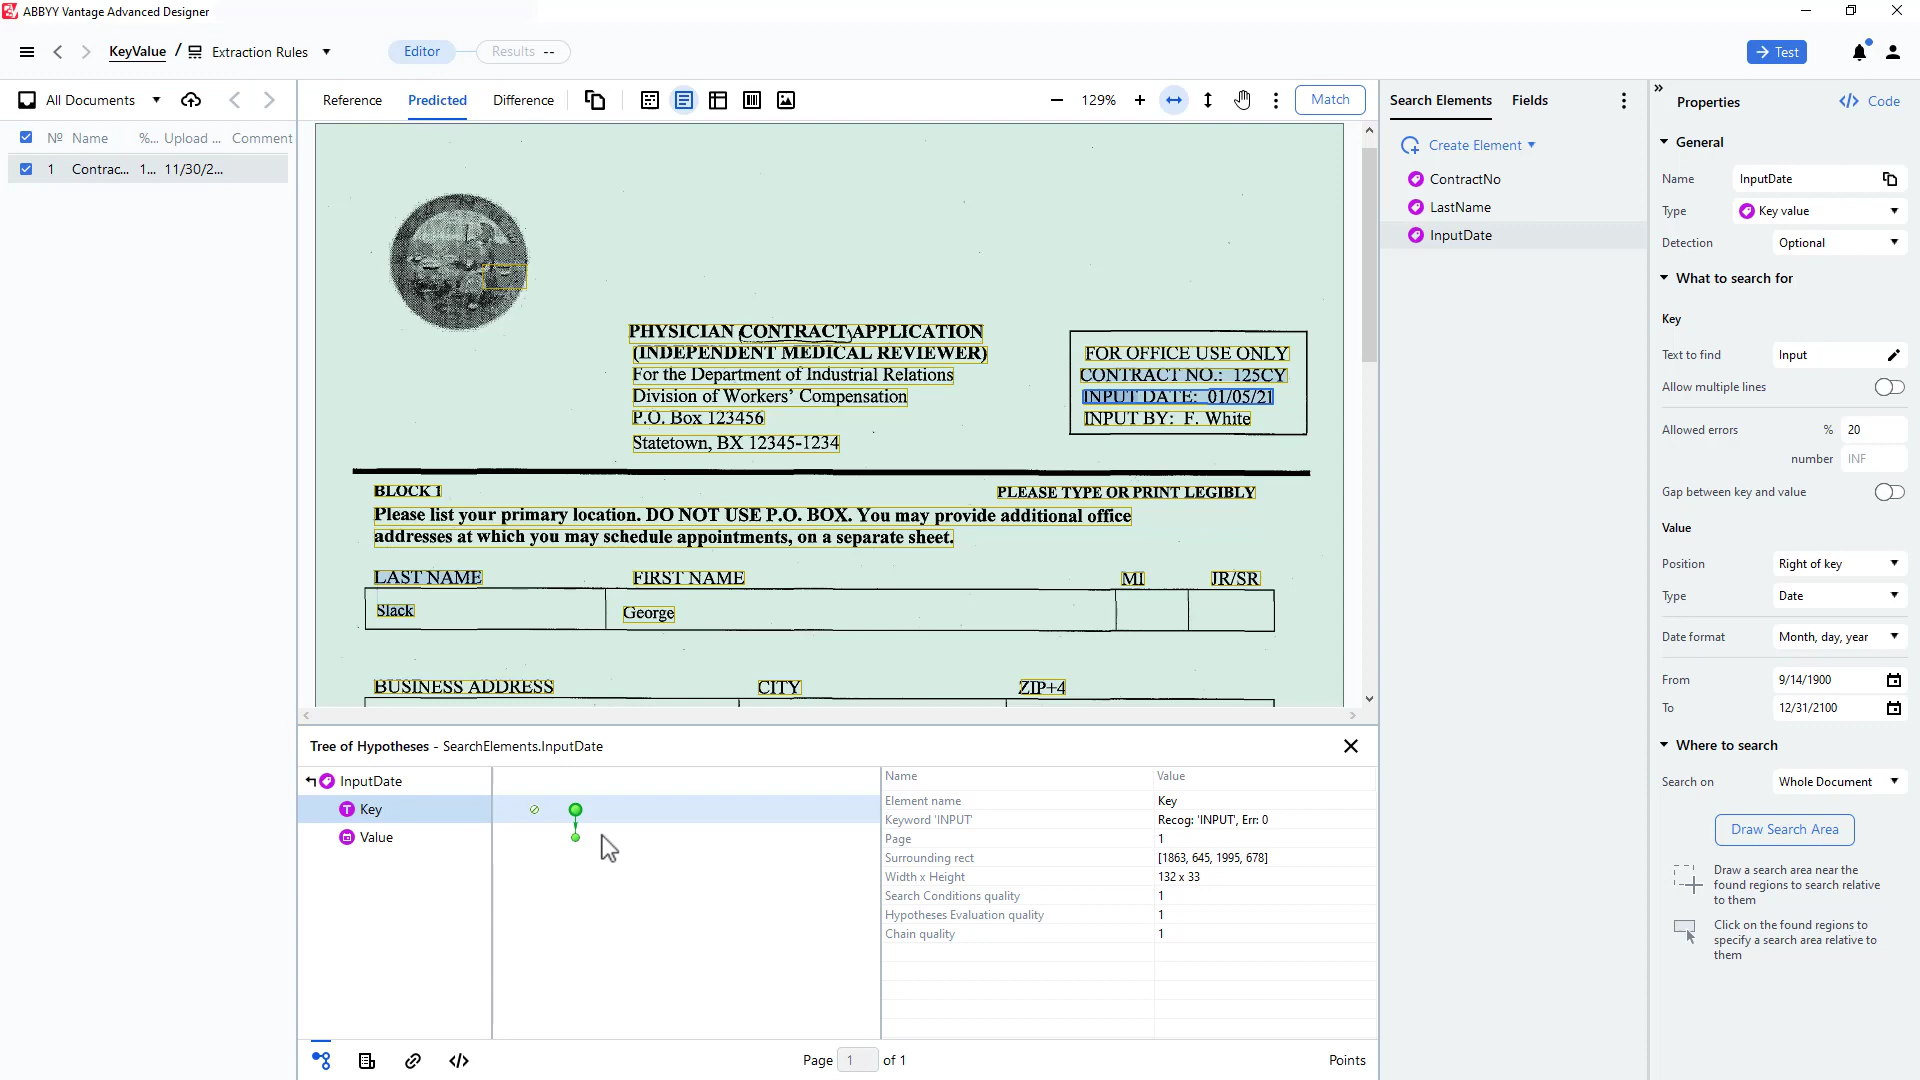 ABBYY Vantage Advanced Designer
KeyValue / Extraction Rules
Editor
Results --
Test
All Documents
Reference
Predicted
Difference
129%
Match
Search Elements
Fields
Properties
Code
№ Name %... Upload ... Comment
1 Contrac... 1... 11/30/2...
PHYSICIAN CONTRACT APPLICATION
(INDEPENDENT MEDICAL REVIEWER)
For the Department of Industrial Relations
Division of Workers' Compensation
P.O. Box 123456
Statetown, BX 12345-1234
FOR OFFICE USE ONLY
CONTRACT NO.: 125CY
INPUT DATE: 01/05/21
INPUT BY: F. White
BLOCK 1
PLEASE TYPE OR PRINT LEGIBLY
Please list your primary location. DO NOT USE P.O. BOX. You may provide additional office
addresses at which you may schedule appointments, on a separate sheet.
LAST NAME FIRST NAME MI JR/SR
Slack George
BUSINESS ADDRESS CITY ZIP+4
Create Element
ContractNo
LastName
InputDate
General
Name InputDate
Type Key value
Detection Optional
What to search for
Key
Text to find Input
Allow multiple lines
Allowed errors % 20
number INF
Gap between key and value
Value
Position Right of key
Type Date
Date format Month, day, year
From 9/14/1900
To 12/31/2100
Where to search
Search on Whole Document
Draw Search Area
Draw a search area near the
found regions to search relative
to them
Click on the found regions to
specify a search area relative to
them
Tree of Hypotheses - SearchElements.InputDate
InputDate
T Key
Value
Name Value
Element name Key
Keyword 'INPUT' Recog: 'INPUT', Err: 0
Page 1
Surrounding rect [1863, 645, 1995, 678]
Width x Height 132 x 33
Search Conditions quality 1
Hypotheses Evaluation quality 1
Chain quality 1
Page 1 of 1
Points